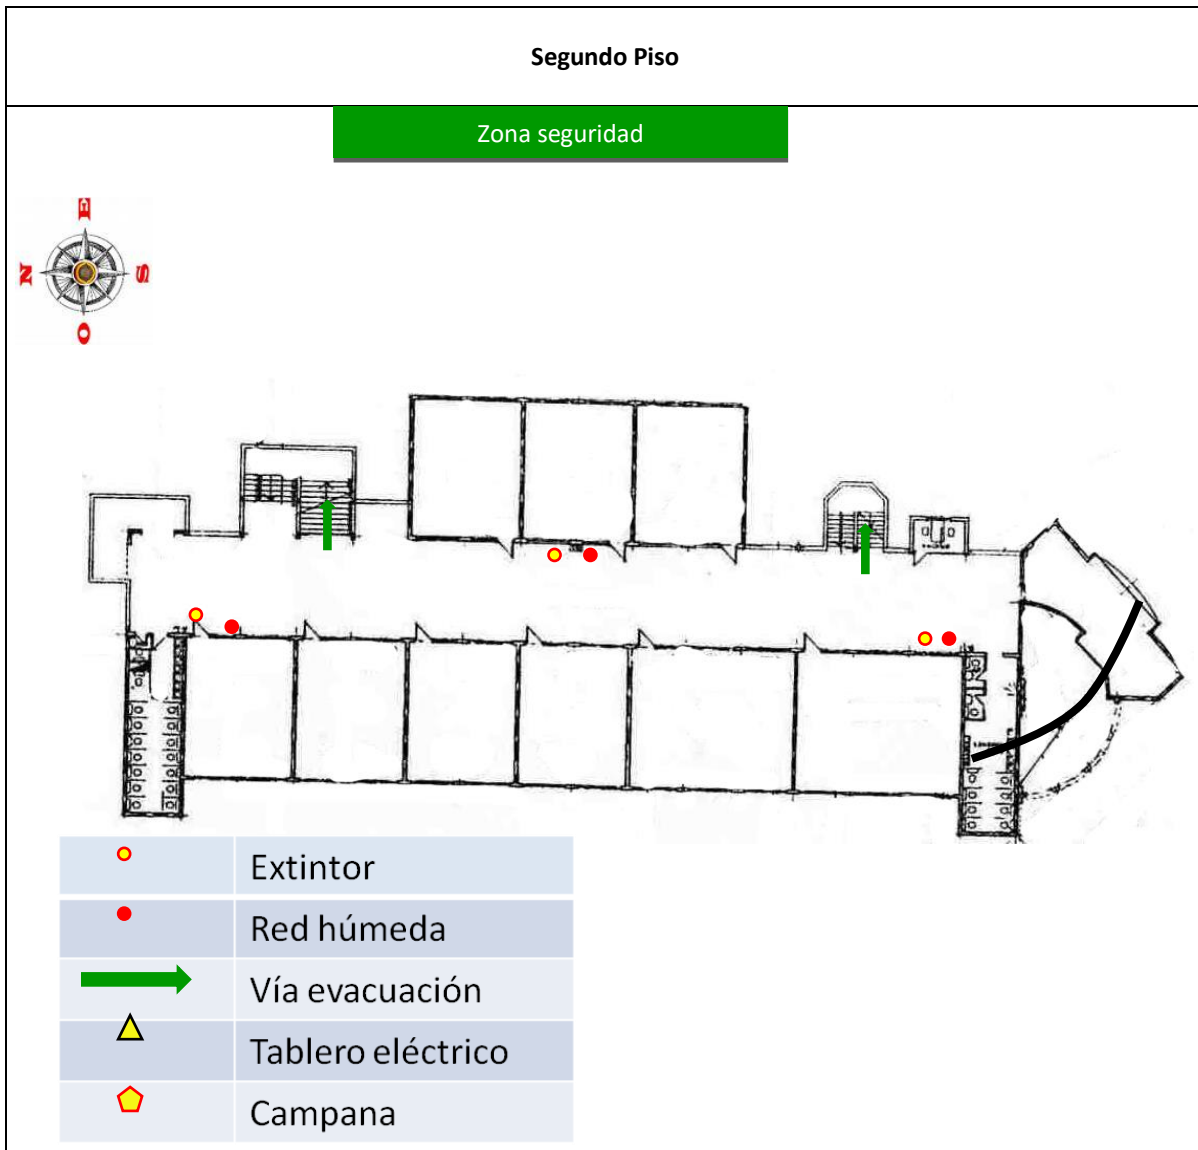 Segundo Piso
Zona seguridad
E
N
S
O
Extintor
Red húmeda
Vía evacuación
Tablero eléctrico
Campana